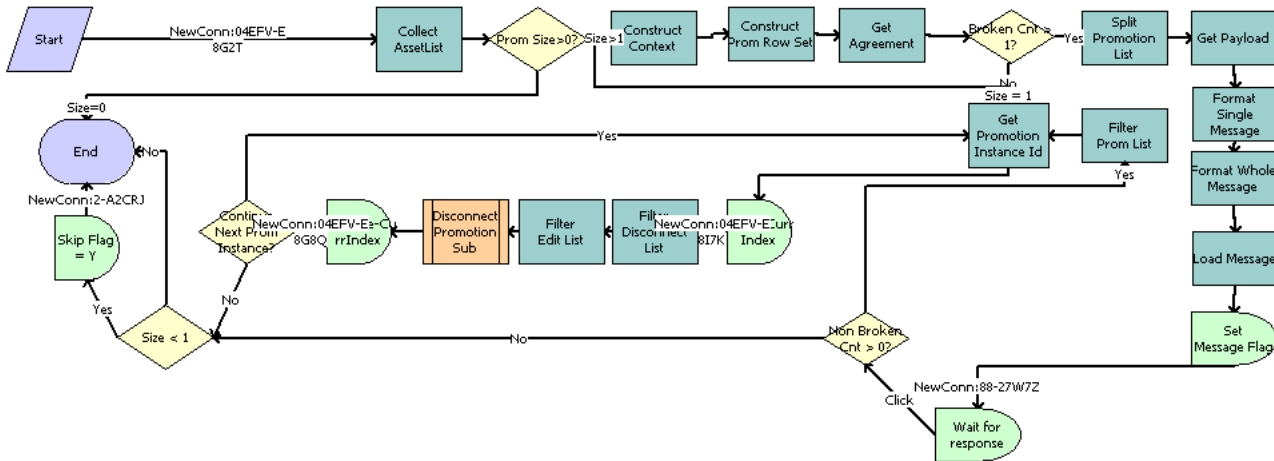 Start
NewConn:04EFV-E
8G2T
Collect
AssetList
Prom Size>0?
Size>1
Construct
Context
Construct
Prom Row Set
Get
Agreement
Broken Cnt >
1?
Yes
Split
Promotion
List
Get Payload
No
Size = 1
Size=0
End
No
Yes
Get
Promotion
Instance Id
Filter
Prom List
Format
Single
Message
Yes
Format Whole
Message
NewConn:2-A2CRJ
Skip Flag
= Y
Next Prom
Instance?
NewConn:04EFV-E
8G8Q
rrIndex
Disconnect
Promotion
Sub
Filter
Edit List
Disconnect
List
NewConn:04EFV-E
8I7K
Index
Load Message
No
Yes
Size < 1
No
Non Broken
Cnt > 0?
Set
Message Flag
NewConn:88-27W7Z
Click
Wait for
response